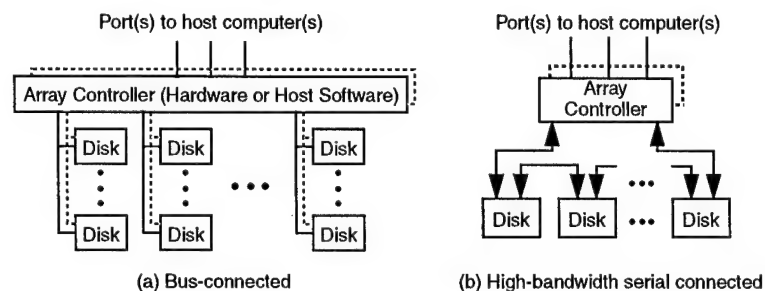 Port(s) to host computer(s)
Array Controller (Hardware or Host Software)
Disk Disk Disk
Disk Disk Disk
(a) Bus-connected
Port(s) to host computer(s)
Array
Controller
Disk Disk Disk
(b) High-bandwidth serial connected